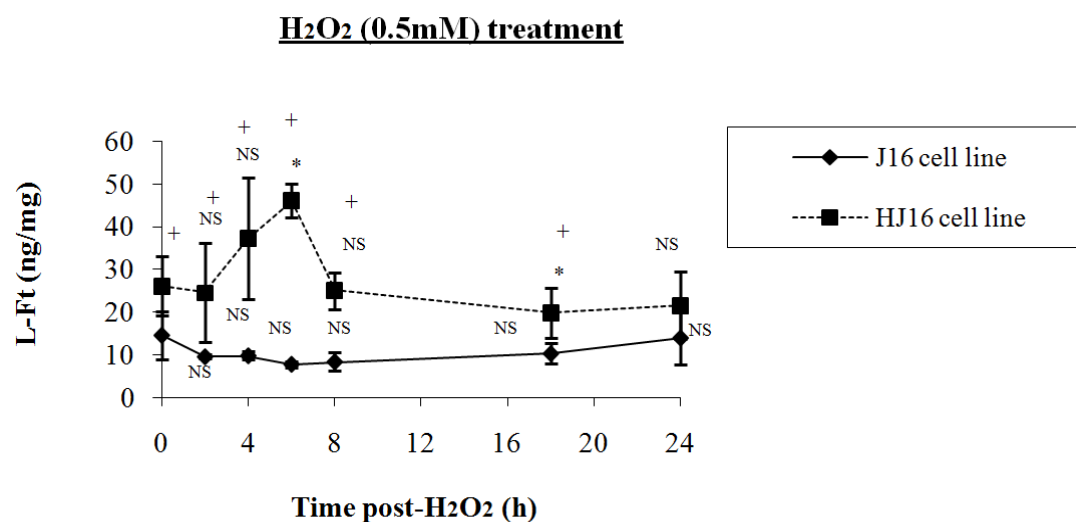 H2O2 (0.5mM) treatment
L-Ft (ng/mg)
60
50
40
30
20
10
0
+
+
NS
+
NS
+
*
+
NS
+
*
NS
NS
NS
NS
NS
NS
NS
0 4 8 12 16 20 24
Time post-H2O2 (h)
J16 cell line
HJ16 cell line